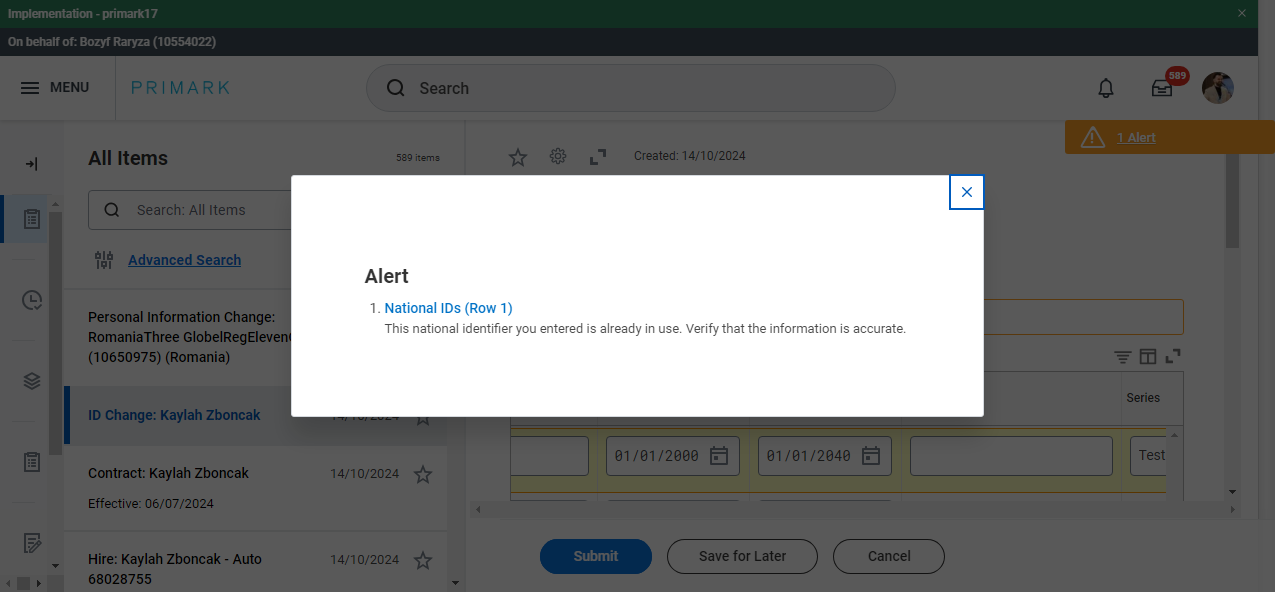 Implementation - primark17
On behalf of: Bozyf Raryza (10554022)
MENU
PRIMARK
Search
589
1 Alert
All Items
589 items
Search: All Items
Advanced Search
Personal Information Change:
RomaniaThree GlobelRegEleven
(10650975) (Romania)
ID Change: Kaylah Zboncak
14/10/2024
Contract: Kaylah Zboncak
14/10/2024
Effective: 06/07/2024
Hire: Kaylah Zboncak - Auto
68028755
14/10/2024
Created: 14/10/2024
Alert
1. National IDs (Row 1)
This national identifier you entered is already in use. Verify that the information is accurate.
Series
01/01/2000
01/01/2040
Test
Submit
Save for Later
Cancel